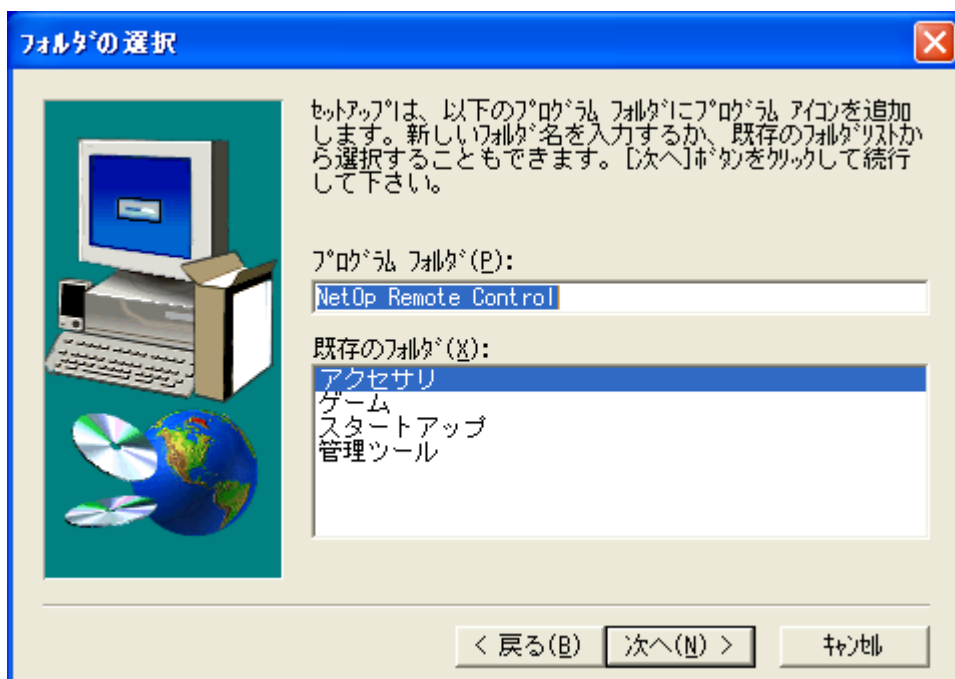 フォルダの選択
ｾｯﾄｱｯﾌﾟは、以下のﾌﾟﾛｸﾞﾗﾑ ﾌｫﾙﾀﾞにﾌﾟﾛｸﾞﾗﾑ ｱｲｺﾝを追加
します。新しいﾌｫﾙﾀﾞ名を入力するか、既存のﾌｫﾙﾀﾞﾘｽﾄか
ら選択することもできます。[次へ]ﾎﾞﾀﾝをｸﾘｯｸして続行
して下さい。
ﾌﾟﾛｸﾞﾗﾑ ﾌｫﾙﾀﾞ(P):
NetOp Remote Control
既存のﾌｫﾙﾀﾞ(X):
アクセサリ
ゲーム
スタートアップ
管理ツール
< 戻る(B) 次へ(N) > ｷｬﾝｾﾙ